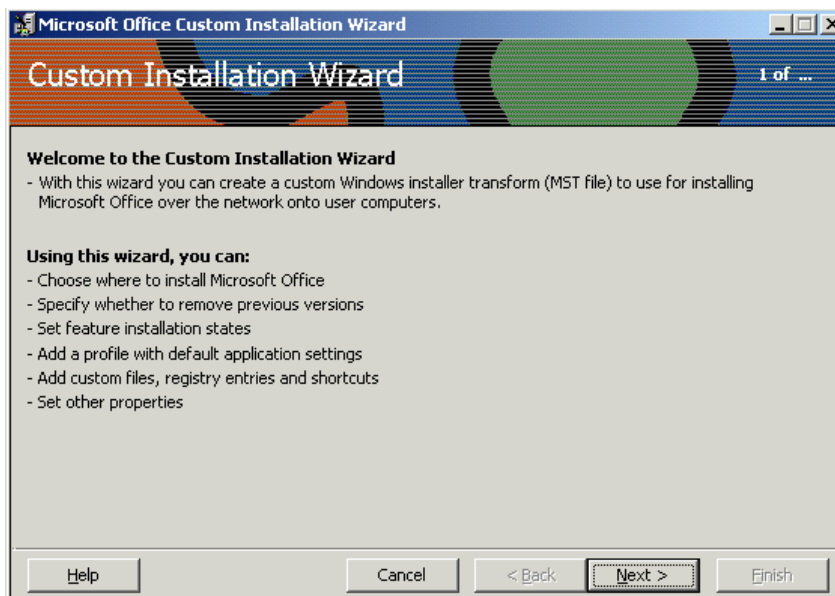 Microsoft Office Custom Installation Wizard
Custom Installation Wizard
1 of ...
Welcome to the Custom Installation Wizard
- With this wizard you can create a custom Windows installer transform (MST file) to use for installing
Microsoft Office over the network onto user computers.
Using this wizard, you can:
- Choose where to install Microsoft Office
- Specify whether to remove previous versions
- Set feature installation states
- Add a profile with default application settings
- Add custom files, registry entries and shortcuts
- Set other properties
Help
Cancel
< Back
Next >
Finish